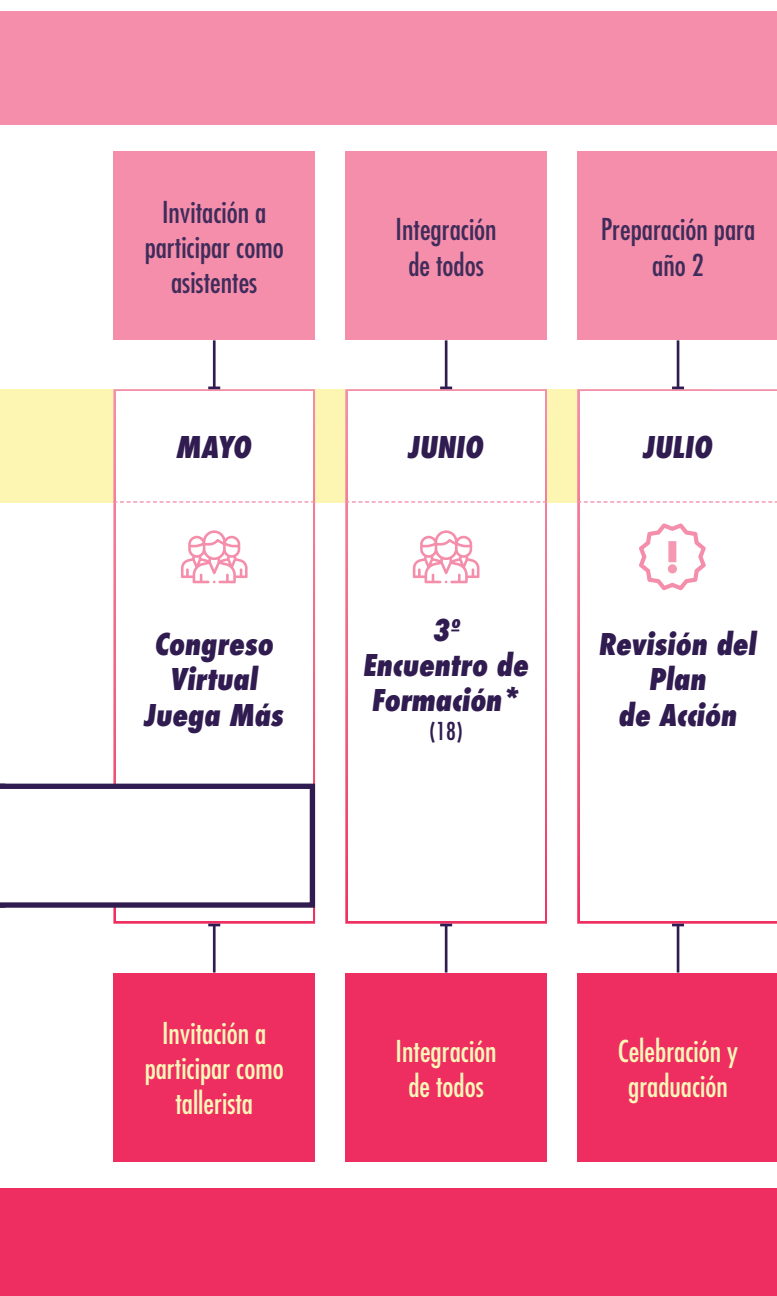 Invitación a
participar como
asistentes
Integración
de todos
Preparación para
año 2
MAYO
JUNIO
JULIO
Congreso
Virtual
Juega Más
3º
Encuentro de
Formación*
(18)
Revisión del
Plan
de Acción
Invitación a
participar como
tallerista
Integración
de todos
Celebración y
graduación